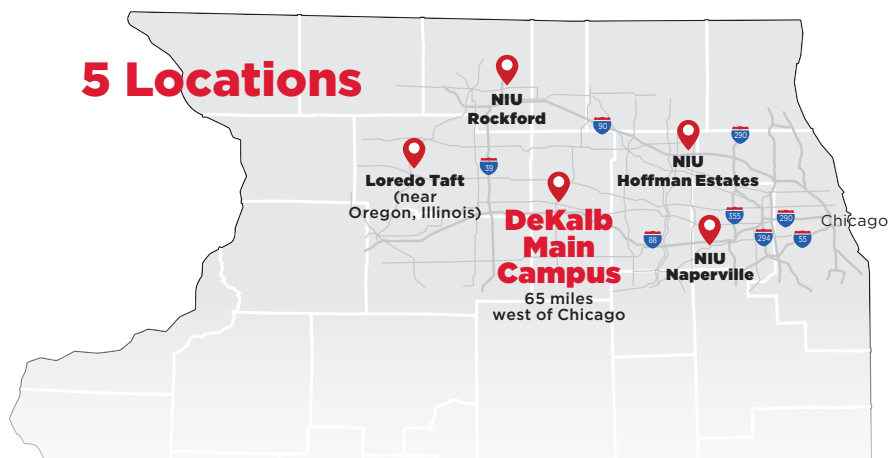 5 Locations
NIU
Rockford
90
290
NIU
Hoffman Estates
39
Loredo Taft
(near
Oregon, Illinois)
DeKalb
Main
Campus
65 miles
west of Chicago
355
290
Chicago
88
294
55
NIU
Naperville